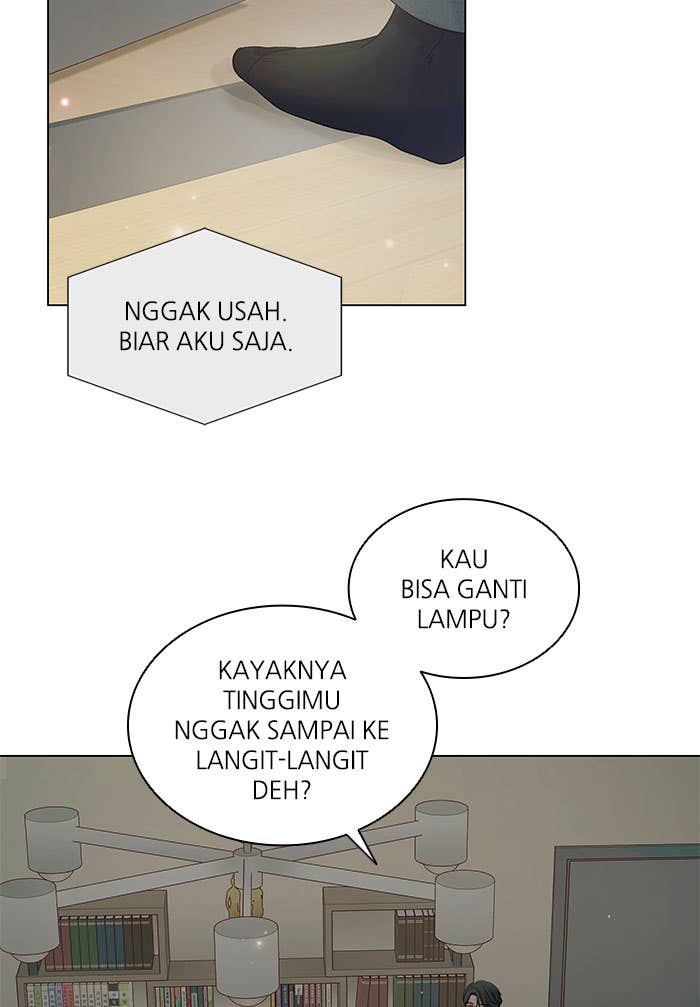 NGGAK USAH.
BIAR AKU SAJA.
KAU
BISA GANTI
LAMPU?
KAYAKNYA
TINGGIMU
NGGAK SAMPAI KE
LANGIT-LANGIT
DEH?